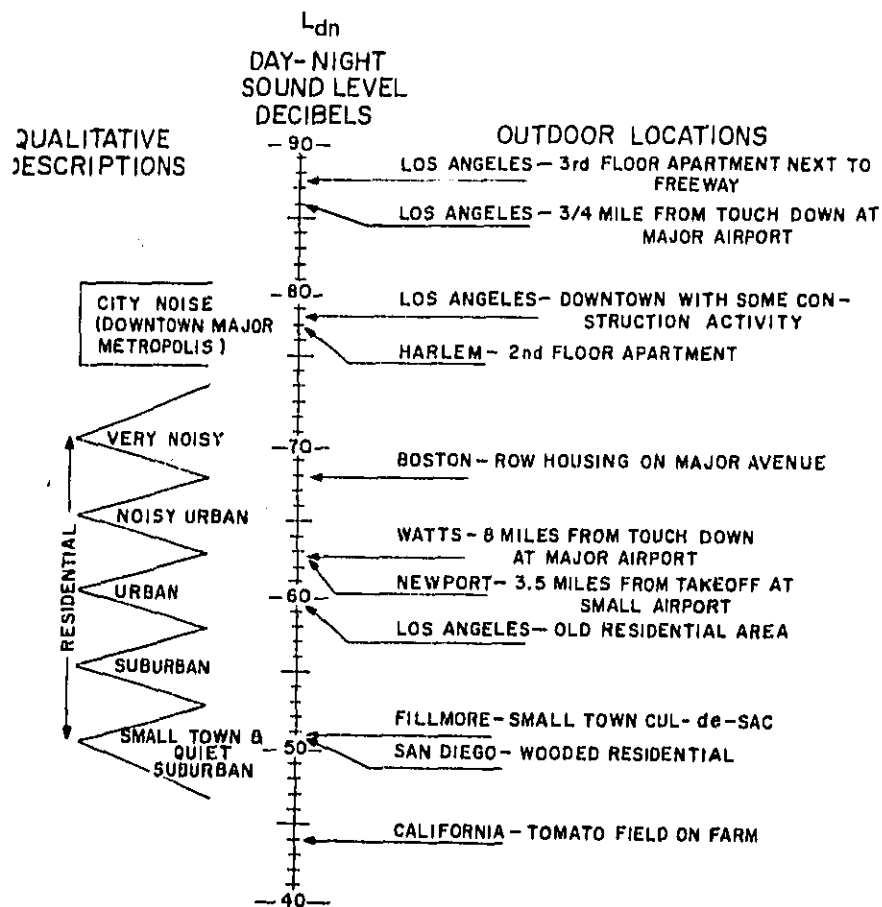 Ldn
DAY-NIGHT
SOUND LEVEL
DECIBELS
QUALITATIVE
DESCRIPTIONS
OUTDOOR LOCATIONS
90
LOS ANGELES - 3rd FLOOR APARTMENT NEXT TO
FREEWAY
LOS ANGELES - 3/4 MILE FROM TOUCH DOWN AT
MAJOR AIRPORT
CITY NOISE
(DOWNTOWN MAJOR
METROPOLIS)
80
LOS ANGELES - DOWNTOWN WITH SOME CON-
STRUCTION ACTIVITY
HARLEM - 2nd FLOOR APARTMENT
RESIDENTIAL
VERY NOISY
70
BOSTON - ROW HOUSING ON MAJOR AVENUE
NOISY URBAN
WATTS - 8 MILES FROM TOUCH DOWN
AT MAJOR AIRPORT
URBAN
NEWPORT - 3.5 MILES FROM TAKEOFF AT
SMALL AIRPORT
60
LOS ANGELES - OLD RESIDENTIAL AREA
SUBURBAN
FILLMORE - SMALL TOWN CUL-de-SAC
SMALL TOWN &
QUIET
SUBURBAN
50
SAN DIEGO - WOODED RESIDENTIAL
CALIFORNIA - TOMATO FIELD ON FARM
40